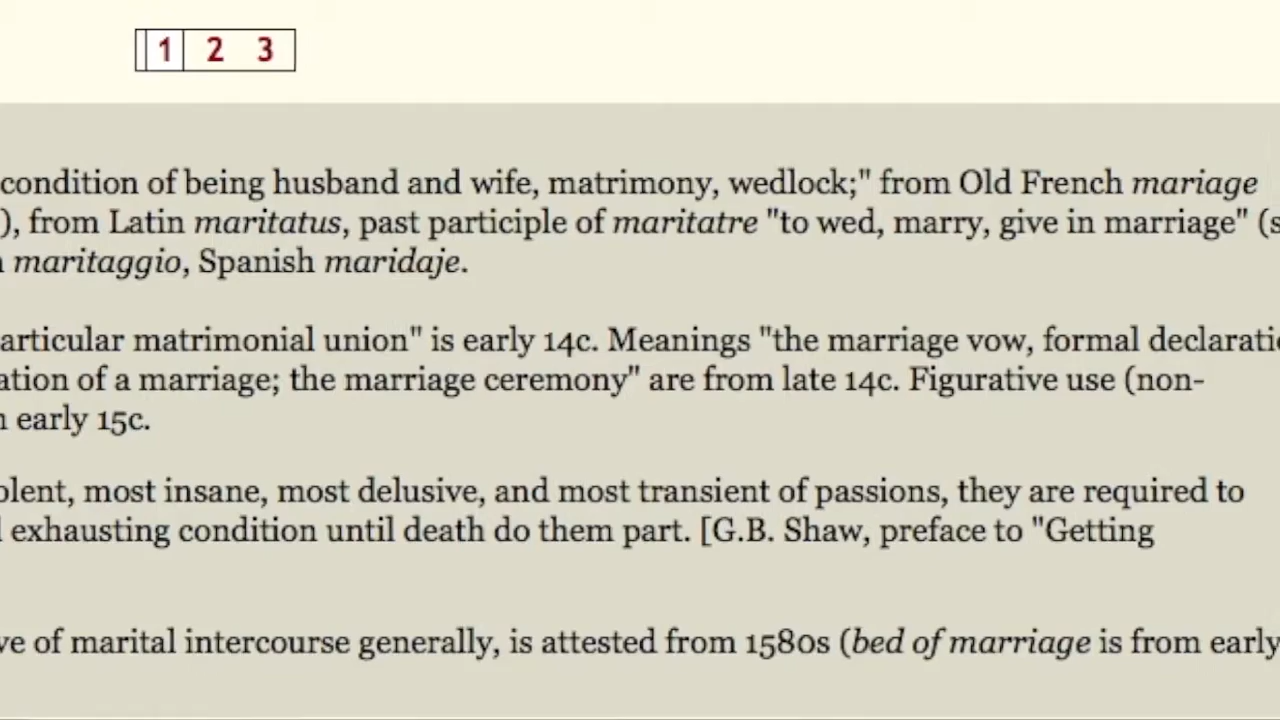 1 2 3
condition of being husband and wife, matrimony, wedlock;" from Old French mariage
), from Latin maritatus, past participle of maritatre "to wed, marry, give in marriage" (s
maritaggio, Spanish maridaje.
articular matrimonial union" is early 14c. Meanings "the marriage vow, formal declaratio
ation of a marriage; the marriage ceremony" are from late 14c. Figurative use (non-
early 15c.
olent, most insane, most delusive, and most transient of passions, they are required to
exhausting condition until death do them part. [G.B. Shaw, preface to "Getting
ve of marital intercourse generally, is attested from 1580s (bed of marriage is from early